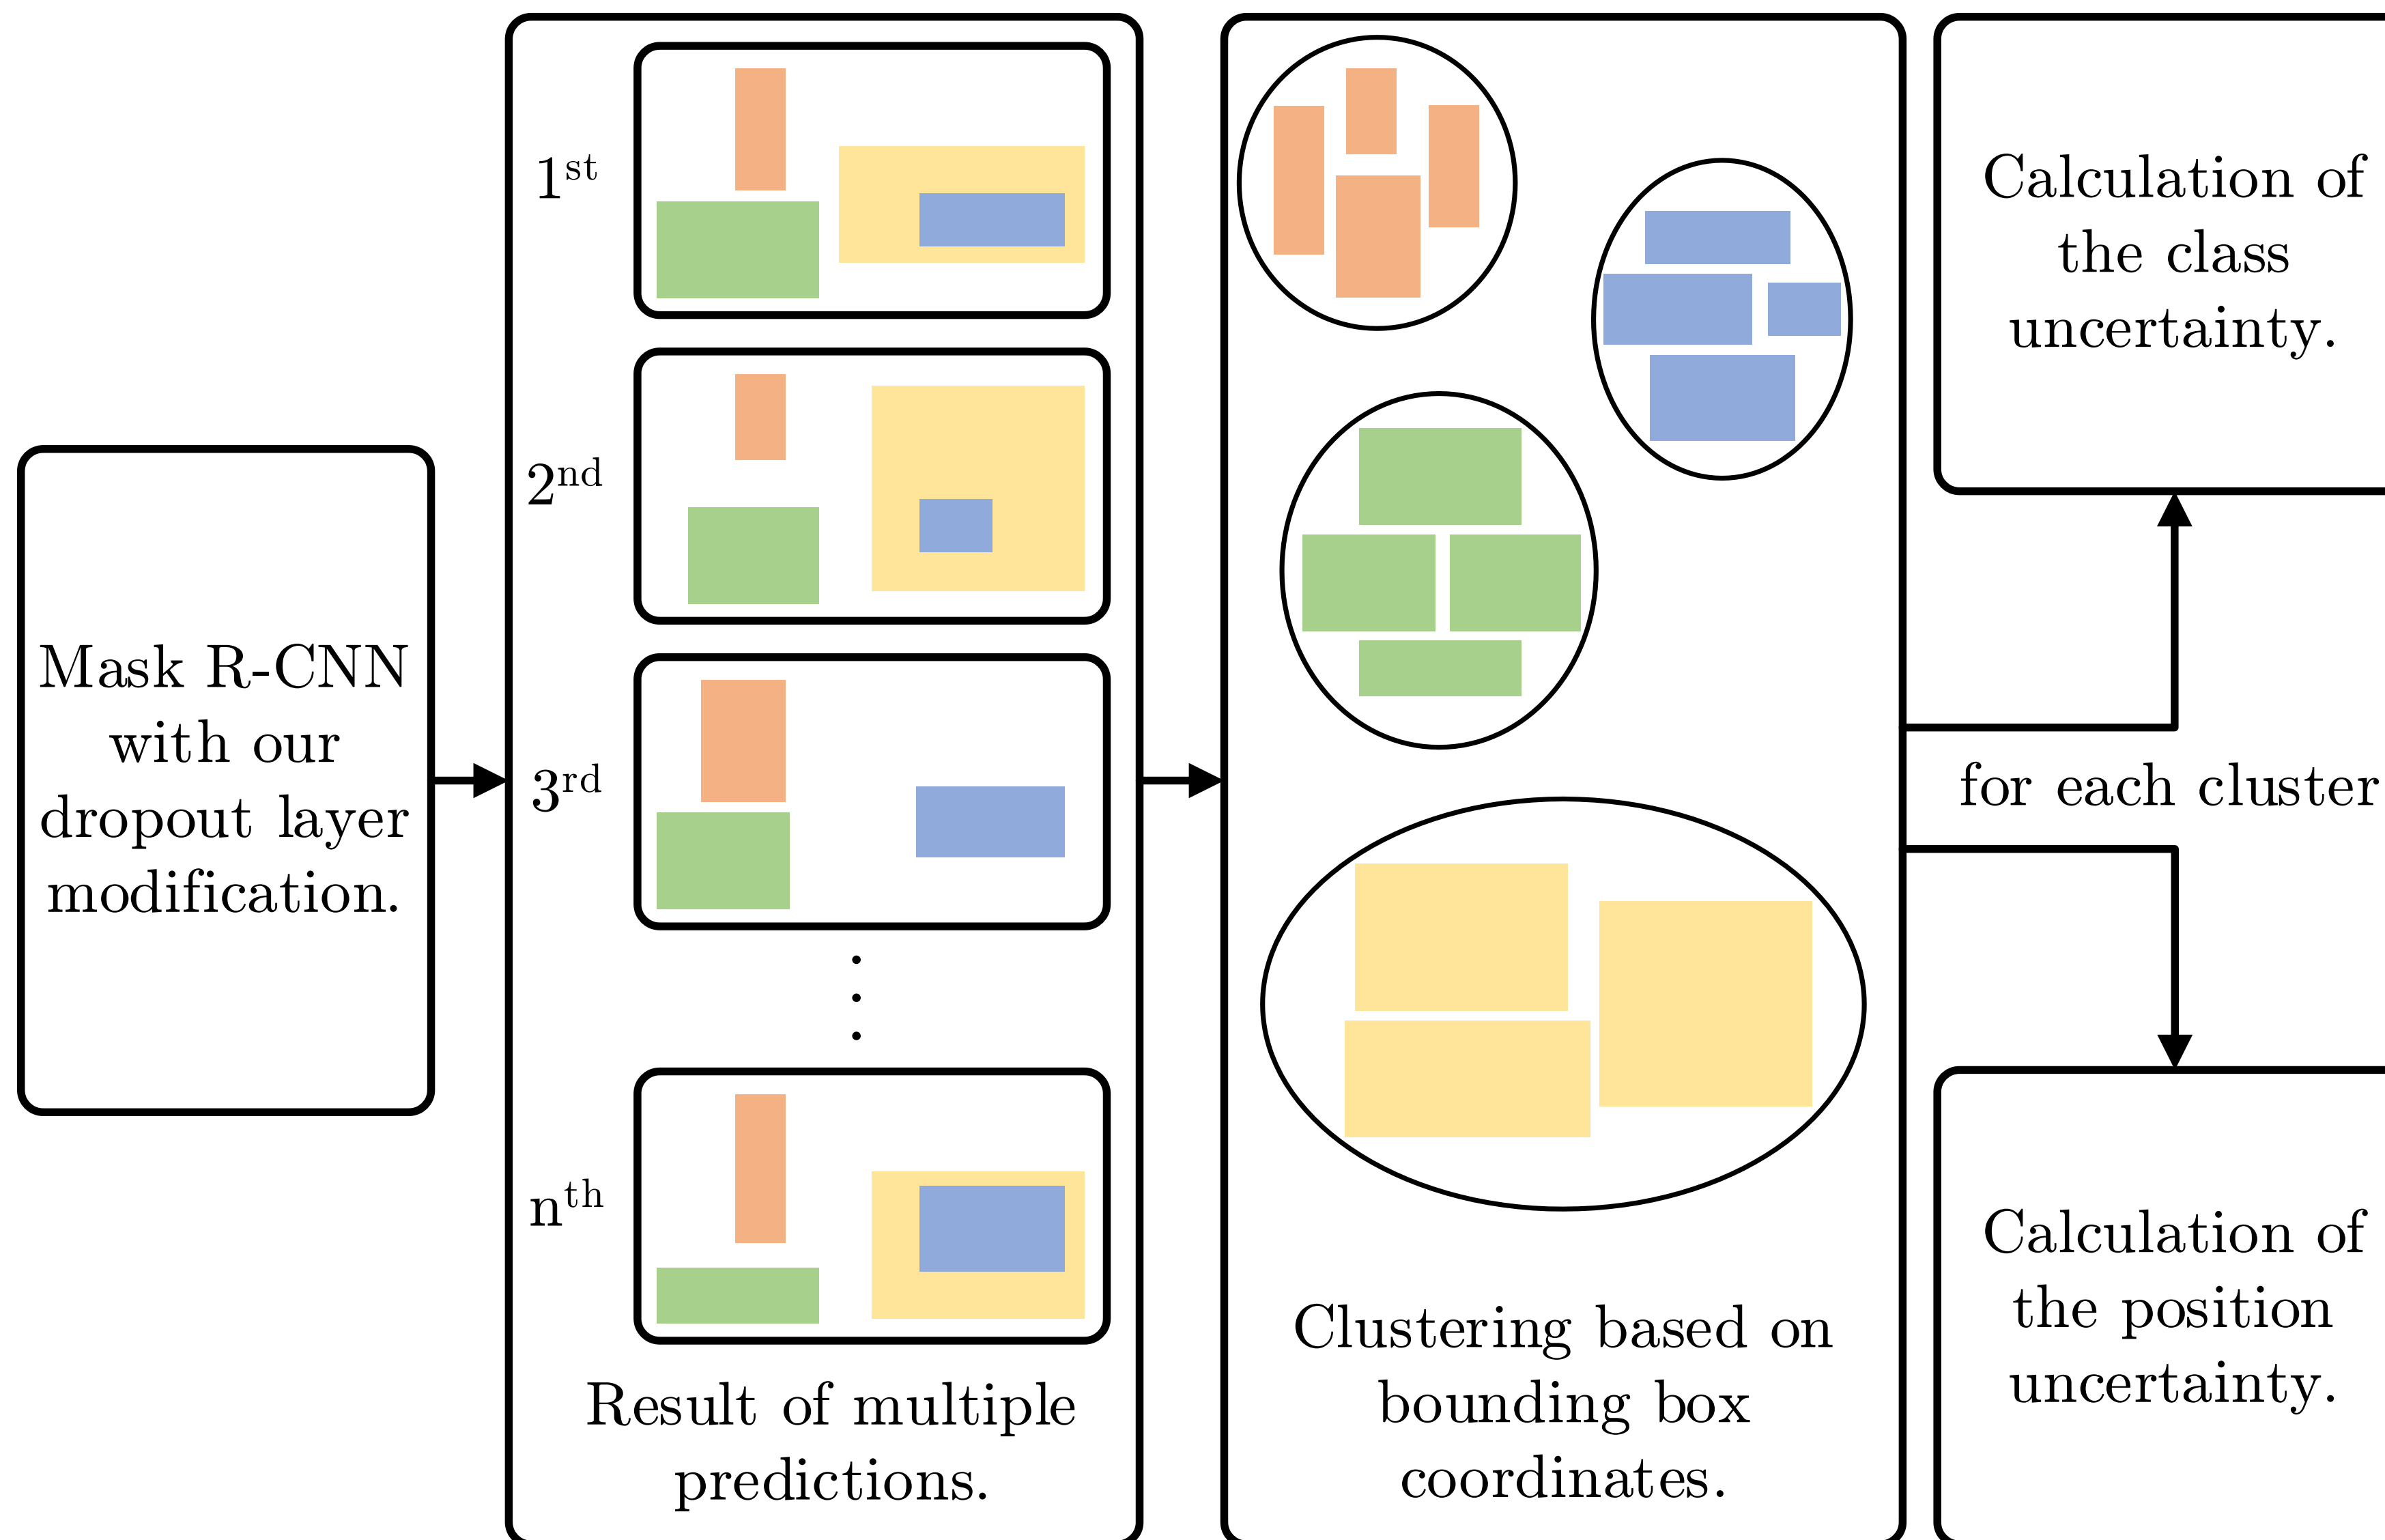 Mask R-CNN
with our
dropout layer
modification.
1st
2nd
3rd
nth
Result of multiple
predictions.
Clustering based on
bounding box
coordinates.
Calculation of
the class
uncertainty.
for each cluster
Calculation of
the position
uncertainty.